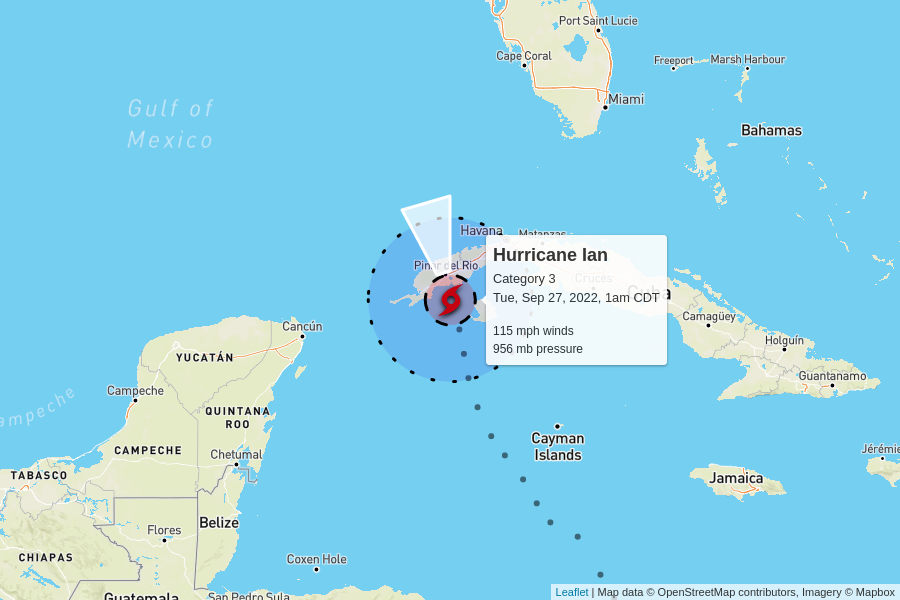 Port Saint Lucie
Cape Coral
Freeport
Marsh Harbour
Miami
Gulf of
Mexico
Bahamas
Havana
Matanzas
Pinar del Rio
Hurricane Ian
Category 3
Tue, Sep 27, 2022, 1am CDT
115 mph winds
956 mb pressure
Cruces
Cuba
Camagüey
Holguín
Guantanamo
Cancún
YUCATÁN
Campeche
ampeche
QUINTANA
ROO
CAMPECHE
Chetumal
TABASCO
Cayman
Islands
Jérémie
Jamaica
Belize
Flores
CHIAPAS
Coxen Hole
Guatemala
San Pedro Sula
Leaflet | Map data © OpenStreetMap contributors, Imagery © Mapbox